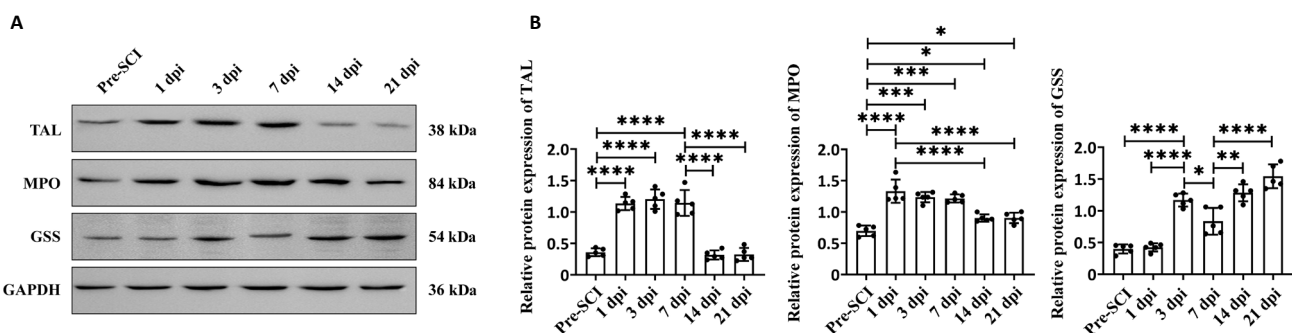 A
Pre-SCI 1 dpi 3 dpi 7 dpi 14 dpi 21 dpi
TAL 38 kDa
MPO 84 kDa
GSS 54 kDa
GAPDH 36 kDa
B
Relative protein expression of TAL
2.0
1.5
1.0
0.5
0
**** **** **** **** ****
Pre-SCI 1 dpi 3 dpi 7 dpi 14 dpi 21 dpi
Relative protein expression of MPO
2.0
1.5
1.0
0.5
0
*
*
***
***
**** ****
****
Pre-SCI 1 dpi 3 dpi 7 dpi 14 dpi 21 dpi
Relative protein expression of GSS
2.0
1.5
1.0
0.5
0
**** ****
**** **
*
Pre-SCI 1 dpi 3 dpi 7 dpi 14 dpi 21 dpi